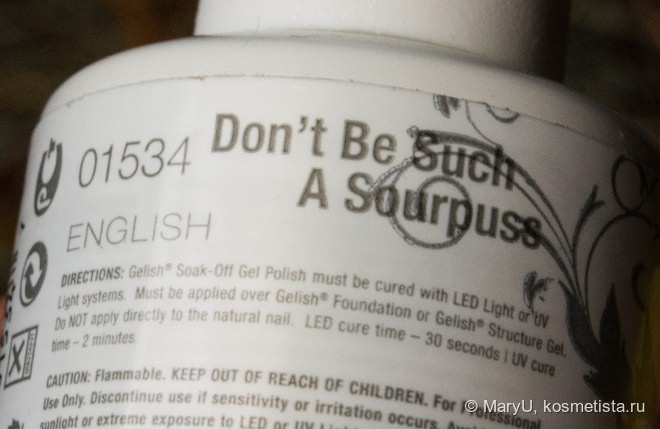 01534
Don't Be Such
A Sourpuss
ENGLISH
DIRECTIONS: Gelish® Soak-Off Gel Polish must be cured with LED Light or UV
Light systems. Must be applied over Gelish® Foundation or Gelish® Structure Gel.
Do NOT apply directly to the natural nail. LED cure time – 30 seconds | UV cure
time – 2 minutes.
CAUTION: Flammable. KEEP OUT OF REACH OF CHILDREN. For Professional
Use Only. Discontinue use if sensitivity or irritation occurs.
sunlight or extreme exposure to LED or UV
© MaryU, kosmetista.ru